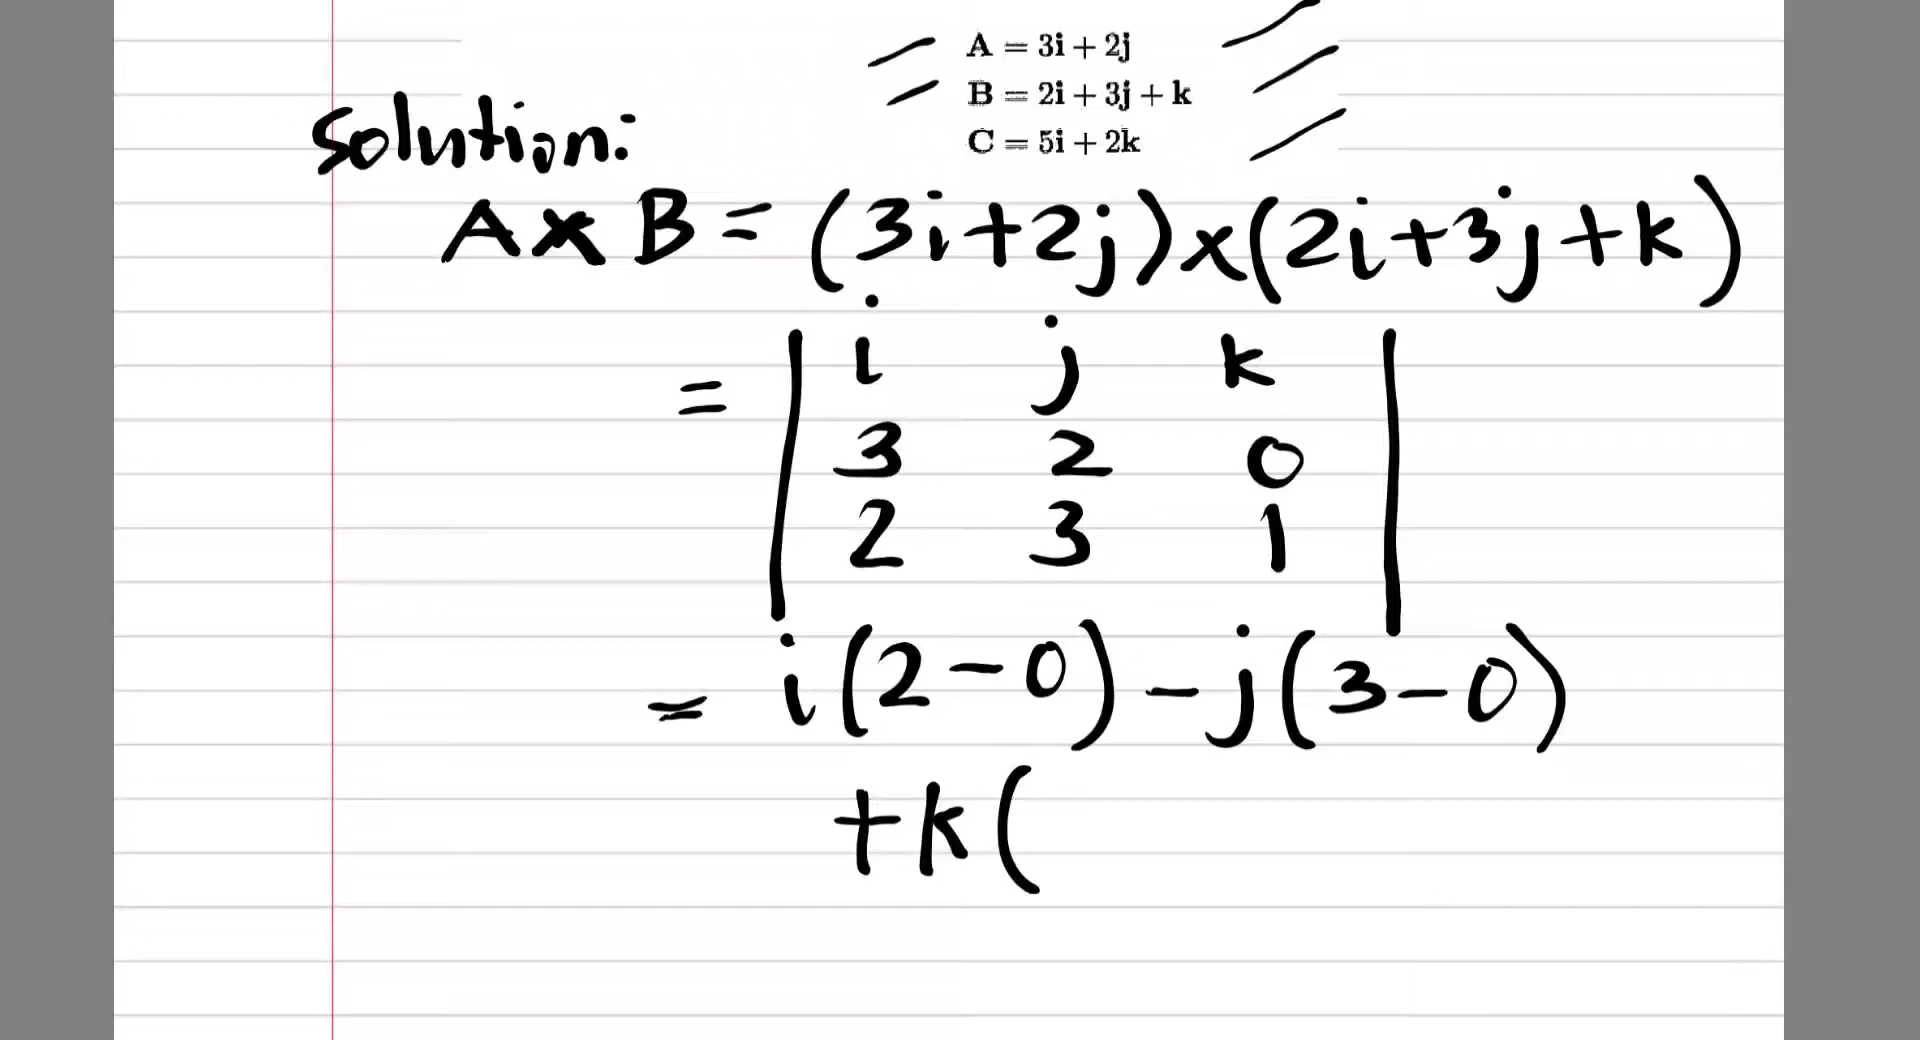 A = 3i + 2j
B = 2i + 3j + k
C = 5i + 2k
Solution:
A × B = (3i+2j)×(2i+3j+k)
= | i j k |
3 2 0
2 3 1
= i(2-0)-j(3-0)
+k(